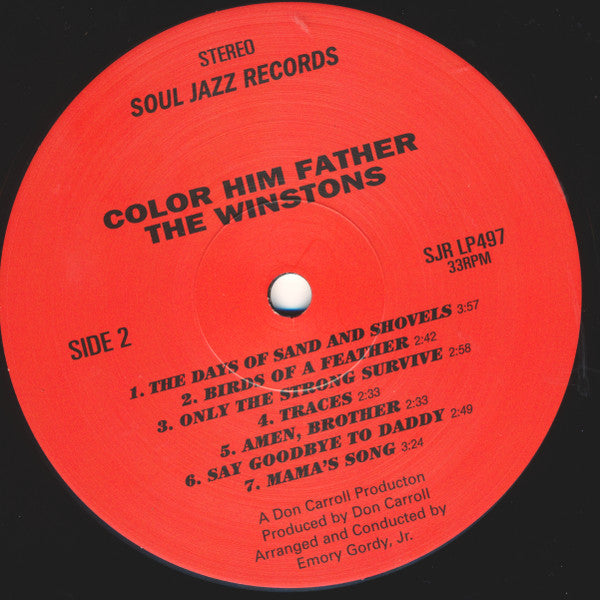 STEREO
SOUL JAZZ RECORDS
COLOR HIM FATHER
THE WINSTONS
SJR LP497
33RPM
SIDE 2
1. THE DAYS OF SAND AND SHOVELS 3:57
2. BIRDS OF A FEATHER 2:42
3. ONLY THE STRONG SURVIVE 2:58
4. TRACES 2:33
5. AMEN, BROTHER 2:33
6. SAY GOODBYE TO DADDY 2:49
7. MAMA'S SONG 3:24
A Don Carroll Producton
Produced by Don Carroll
Arranged and Conducted by
Emory Gordy, Jr.